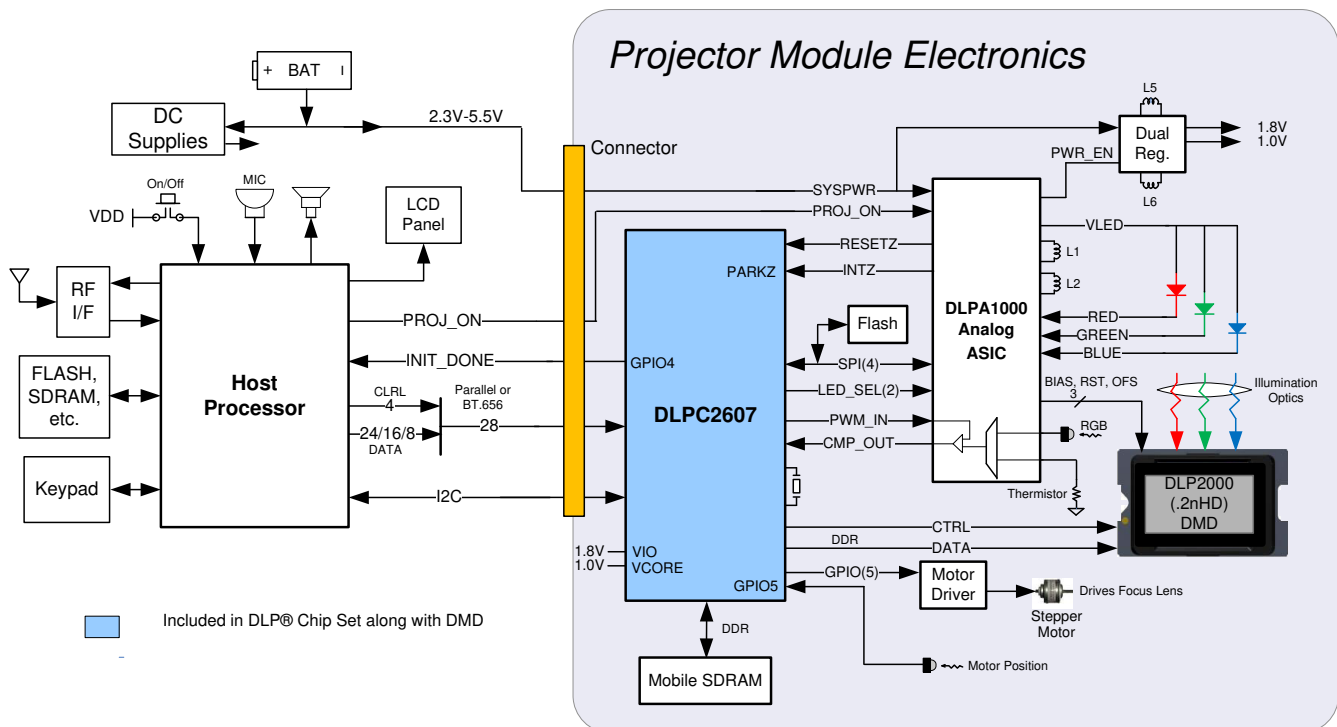 Projector Module Electronics
+ BAT I
DC
Supplies
2.3V-5.5V
Connector
L5
Dual
Reg.
1.8V
1.0V
PWR_EN
L6
On/Off
VDD
MIC
LCD
Panel
SYSPWR
PROJ_ON
VLED
RESETZ
PARKZ
INTZ
L1
L2
RF
I/F
DLPA1000
Analog
ASIC
Flash
RED
GREEN
BLUE
PROJ_ON
INIT_DONE
GPIO4
SPI(4)
FLASH,
SDRAM,
etc.
Host
Processor
CLRL
4
24/16/8
DATA
Parallel or
BT.656
28
DLPC2607
LED_SEL(2)
BIAS, RST, OFS
3
Illumination
Optics
PWM_IN
CMP_OUT
RGB
Keypad
I2C
Thermistor
DLP2000
(.2nHD)
DMD
CTRL
DDR
DATA
1.8V
VIO
1.0V
VCORE
GPIO5
GPIO(5)
Motor
Driver
Drives Focus Lens
Stepper
Motor
Included in DLP® Chip Set along with DMD
DDR
Mobile SDRAM
Motor Position